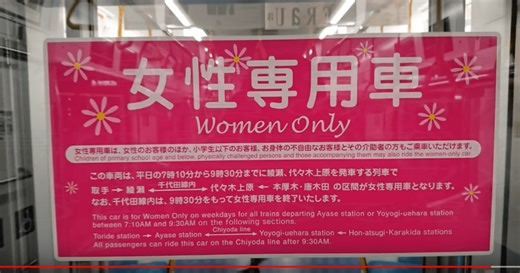 女性専用車
Women Only
女性専用車は、女性のお客様のほか、小学生以下のお客様、お身体の不自由なお客様とその介助者の方もご乗車いただけます。
Children of primary school age and below, physically challenged persons and those accompanying them may also ride the women-only car.
この車両は、平日の7時10分から9時30分までに綾瀬、代々木上原を発車する列車で
千代田線内
取手→綾瀬←→代々木上原←本厚木・唐木田 の区間が女性専用車となります。
なお、千代田線内は、9時30分をもって女性専用車を終了いたします。
This car is for Women Only on weekdays for all trains departing Ayase station or Yoyogi-uehara station
between 7:10AM and 9:30AM on the following sections.
Chiyoda line
Toride station → Ayase station ←→ Yoyogi-uehara station ← Hon-atsugi・Karakida stations
All passengers can ride this car on the Chiyoda line after 9:30AM.